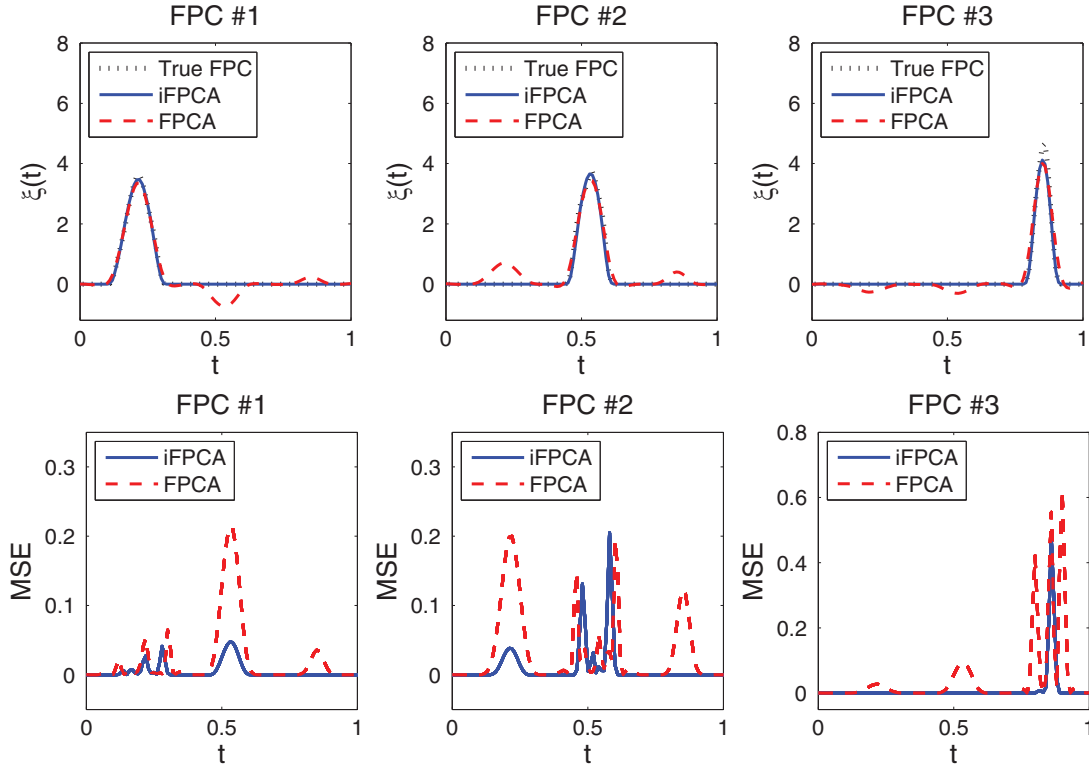 FPC #1
8
6
4
2
0
ξ(t)
True FPC
iFPCA
FPCA
0
0.5
1
t
FPC #2
8
6
4
2
0
ξ(t)
True FPC
iFPCA
FPCA
0
0.5
1
t
FPC #3
8
6
4
2
0
ξ(t)
True FPC
iFPCA
FPCA
0
0.5
1
t
FPC #1
0.3
0.2
0.1
0
MSE
iFPCA
FPCA
0
0.5
1
t
FPC #2
0.3
0.2
0.1
0
MSE
iFPCA
FPCA
0
0.5
1
t
FPC #3
0.8
0.6
0.4
0.2
0
MSE
iFPCA
FPCA
0
0.5
1
t